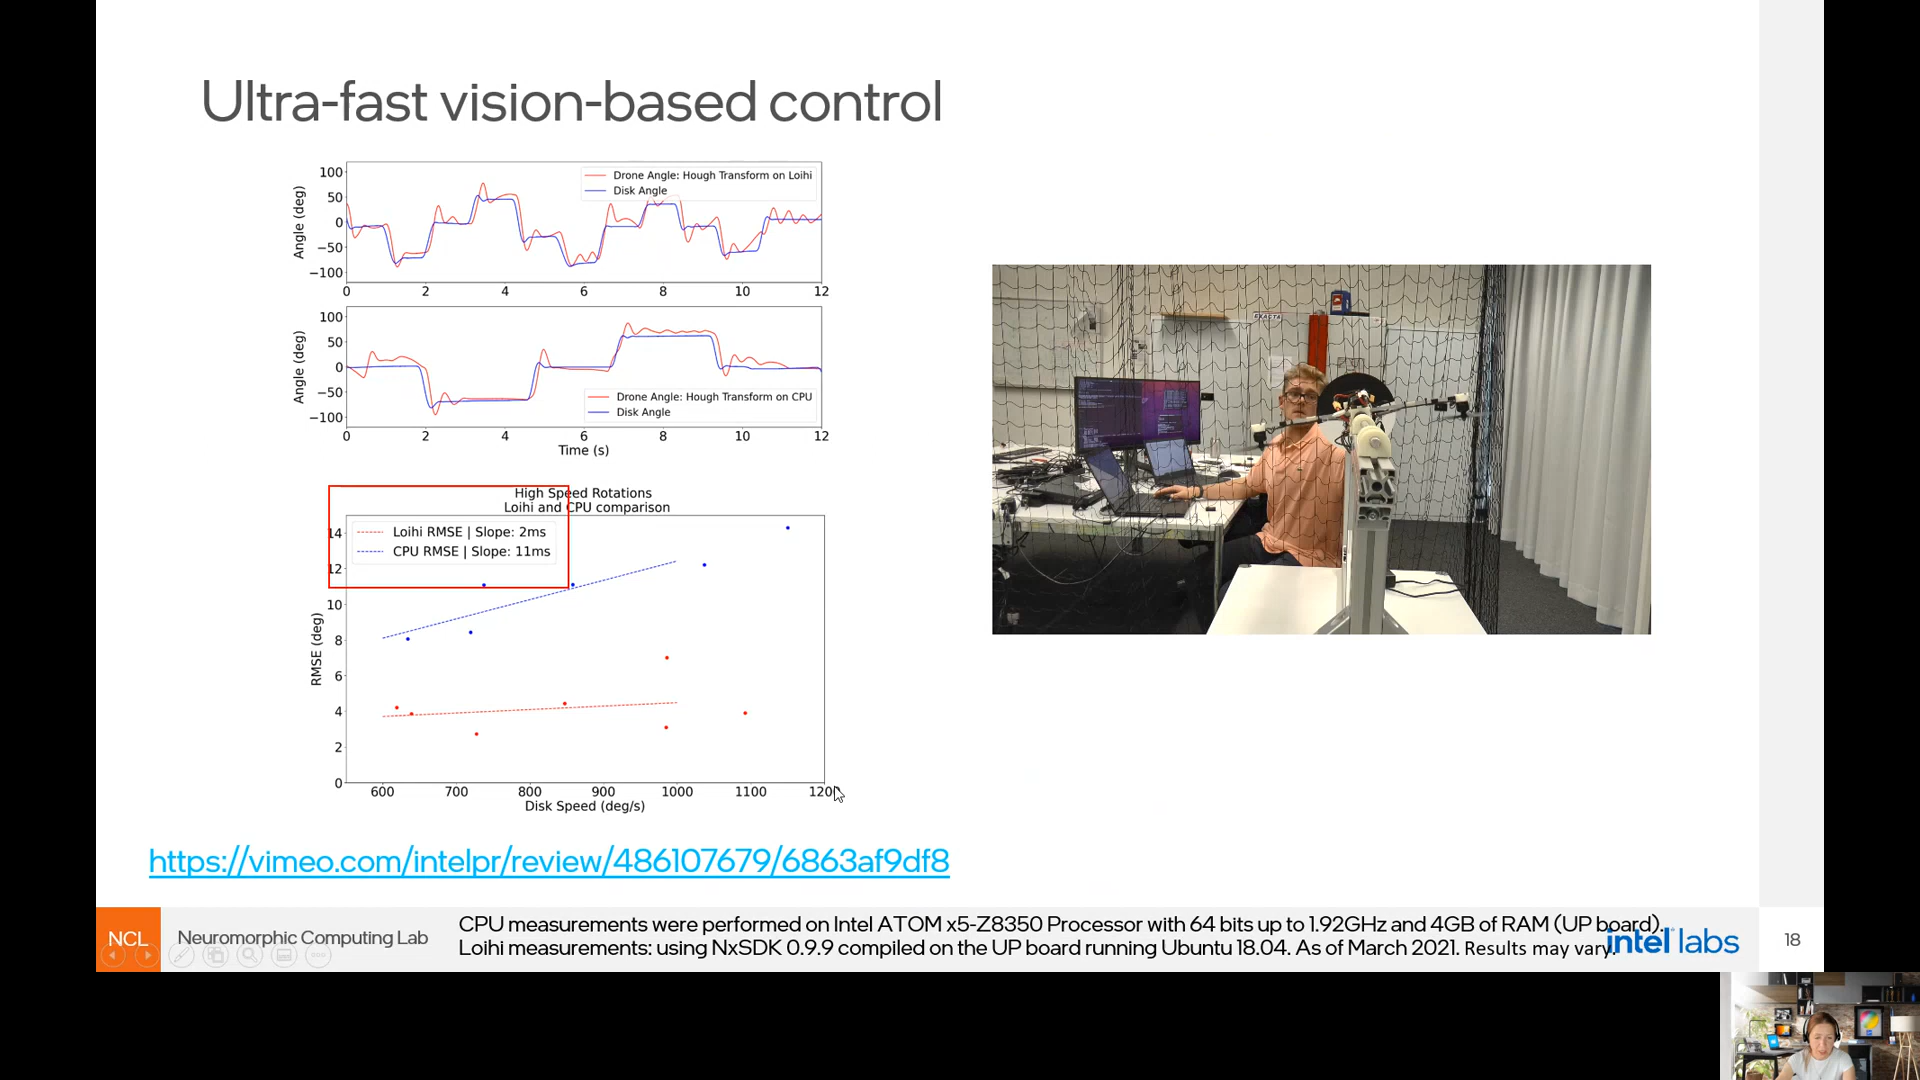 Ultra-fast vision-based control
100
50
0
−50
−100
Angle (deg)
Drone Angle: Hough Transform on Loihi
Disk Angle
0 2 4 6 8 10 12
100
50
0
−50
−100
Angle (deg)
Drone Angle: Hough Transform on CPU
Disk Angle
0 2 4 6 8 10 12
Time (s)
High Speed Rotations
Loihi and CPU comparison
Loihi RMSE | Slope: 2ms
CPU RMSE | Slope: 11ms
14
12
10
8
6
4
2
0
RMSE (deg)
600 700 800 900 1000 1100 1200
Disk Speed (deg/s)
EXACTA
https://vimeo.com/intelpr/review/486107679/6863af9df8
NCL
Neuromorphic Computing Lab
CPU measurements were performed on Intel ATOM x5-Z8350 Processor with 64 bits up to 1.92GHz and 4GB of RAM (UP board).
Loihi measurements: using NxSDK 0.9.9 compiled on the UP board running Ubuntu 18.04. As of March 2021. Results may vary.
intel labs
18